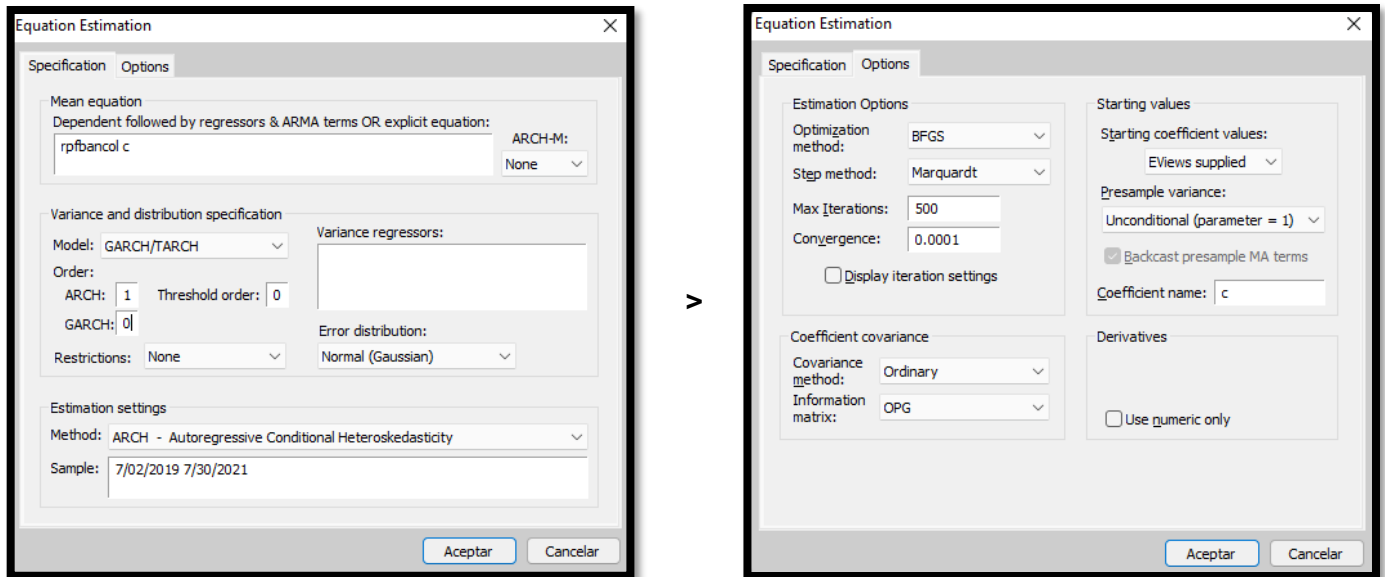 Equation Estimation
Specification Options
Mean equation
Dependent followed by regressors & ARMA terms OR explicit equation:
rpfbancol c
ARCH-M:
None
Variance and distribution specification
Model: GARCH/TARCH
Variance regressors:
Order:
ARCH: 1 Threshold order: 0
GARCH: 0
Restrictions: None
Error distribution:
Normal (Gaussian)
Estimation settings
Method: ARCH - Autoregressive Conditional Heteroskedasticity
Sample: 7/02/2019 7/30/2021
Aceptar Cancelar
>
Equation Estimation
Specification Options
Estimation Options
Optimization
method: BFGS
Step method: Marquardt
Max Iterations: 500
Convergence: 0.0001
Display iteration settings
Starting values
Starting coefficient values:
EViews supplied
Presample variance:
Unconditional (parameter = 1)
Backcast presample MA terms
Coefficient name: c
Coefficient covariance
Covariance
method: Ordinary
Information
matrix: OPG
Derivatives
Use numeric only
Aceptar Cancelar